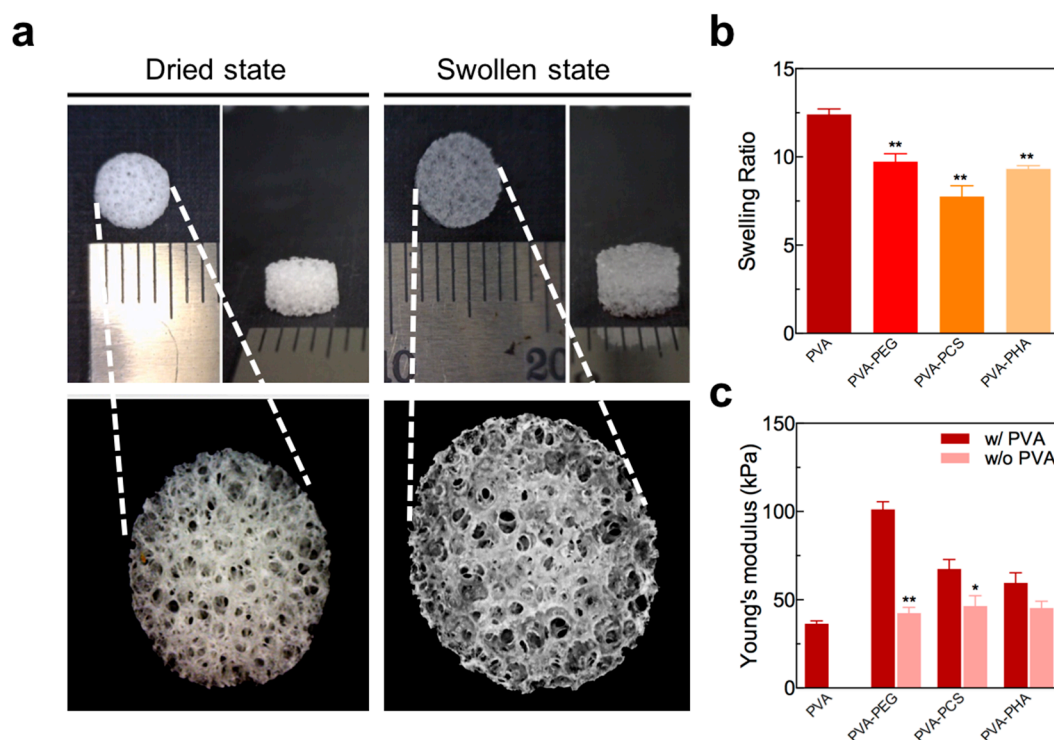 a
Dried state
Swollen state
10
20
b
Swelling Ratio
15
10
5
0
**
**
**
PVA
PVA-PEG
PVA-PCS
PVA-PHA
c
Young's modulus (kPa)
150
100
50
0
w/ PVA
w/o PVA
**
*
PVA
PVA-PEG
PVA-PCS
PVA-PHA